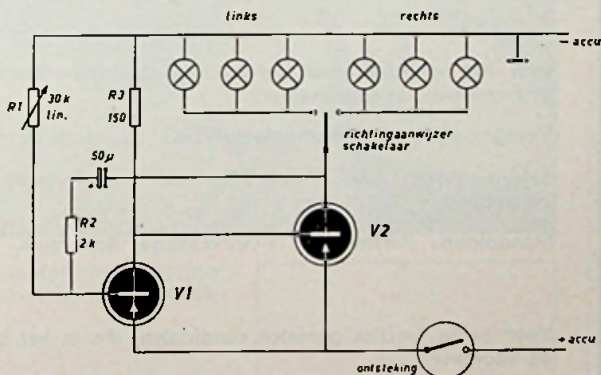 links
rechts
- accu
R1
30k
lin.
R3
150
50µ
+
richtingaanwijzer
schakelaar
R2
2k
V2
V1
+ accu
ontsteking